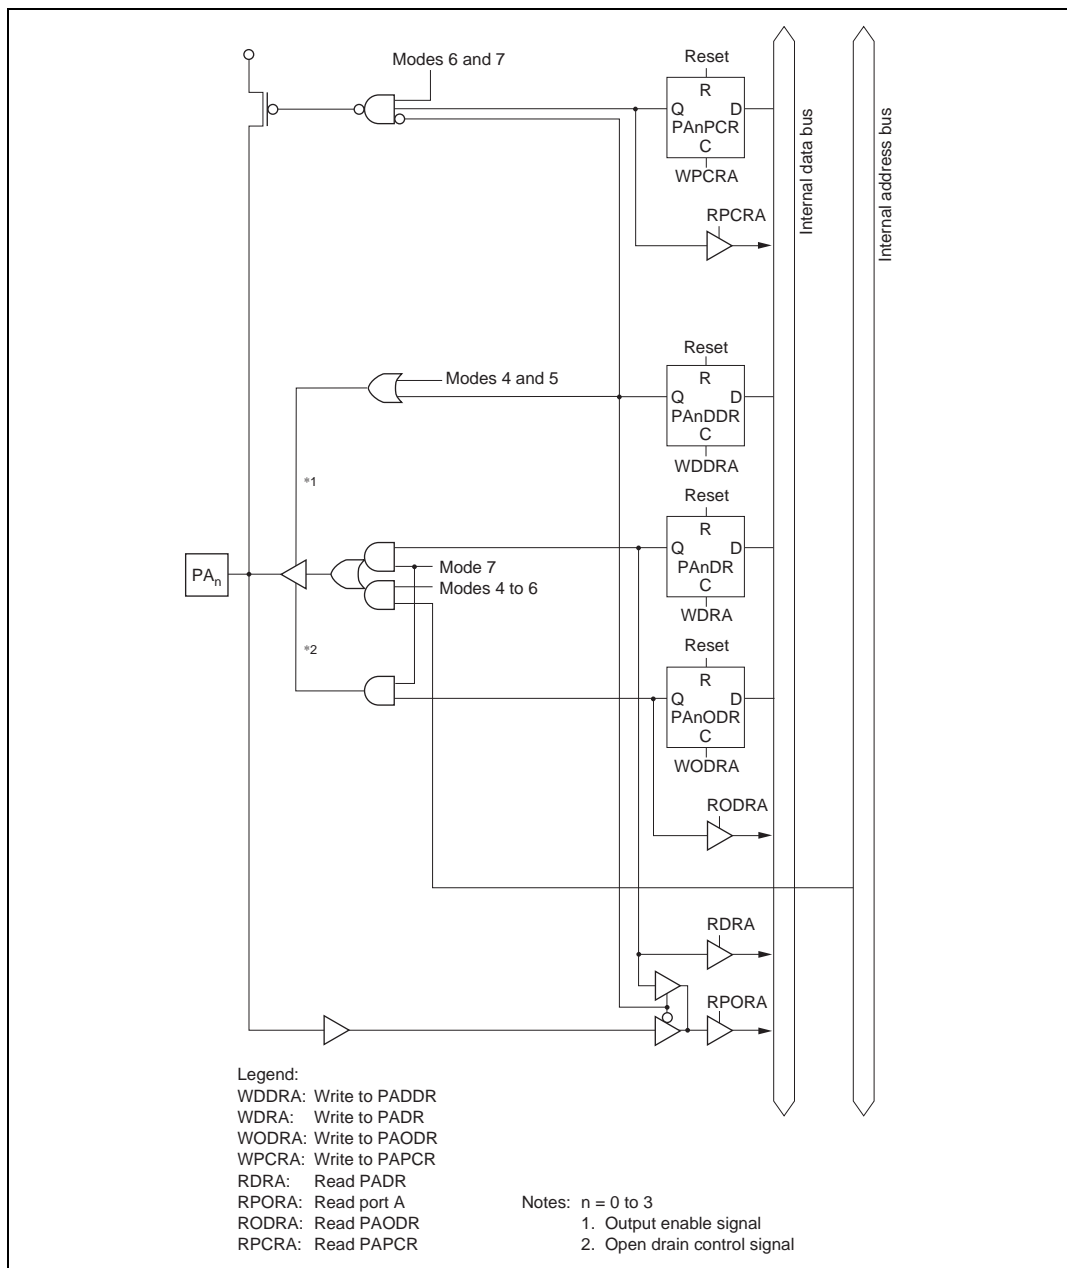 Modes 6 and 7
Reset
R
Q D
PAnPCR
C
WPCRA
RPCRA
Internal data bus
Internal address bus
Reset
R
Modes 4 and 5
Q D
PAnDDR
C
WDDRA
*1
Reset
R
Q D
PAnDR
C
WDRA
PAn
Mode 7
Modes 4 to 6
*2
Reset
R
Q D
PAnODR
C
WODRA
RODRA
RDRA
RPORA
Legend:
WDDRA: Write to PADDR
WDRA: Write to PADR
WODRA: Write to PAODR
WPCRA: Write to PAPCR
RDRA: Read PADR
RPORA: Read port A
RODRA: Read PAODR
RPCRA: Read PAPCR
Notes: n = 0 to 3
1. Output enable signal
2. Open drain control signal